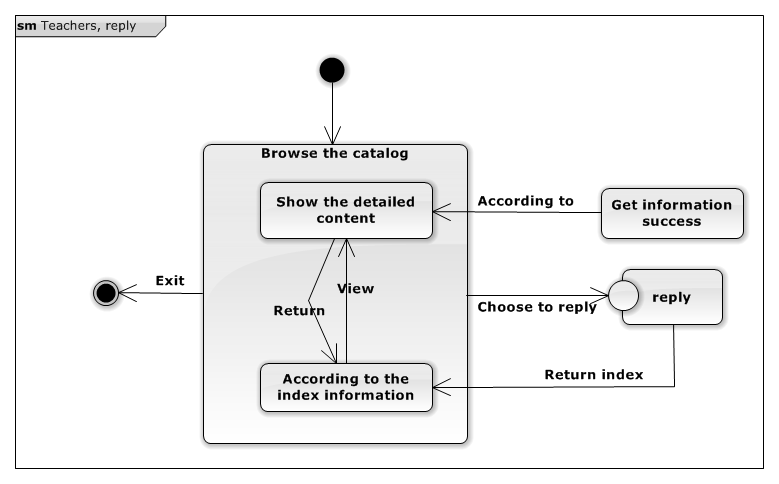 sm Teachers, reply
Browse the catalog
Show the detailed
content
According to
Get information
success
Exit
View
Return
Choose to reply
reply
According to the
index information
Return index